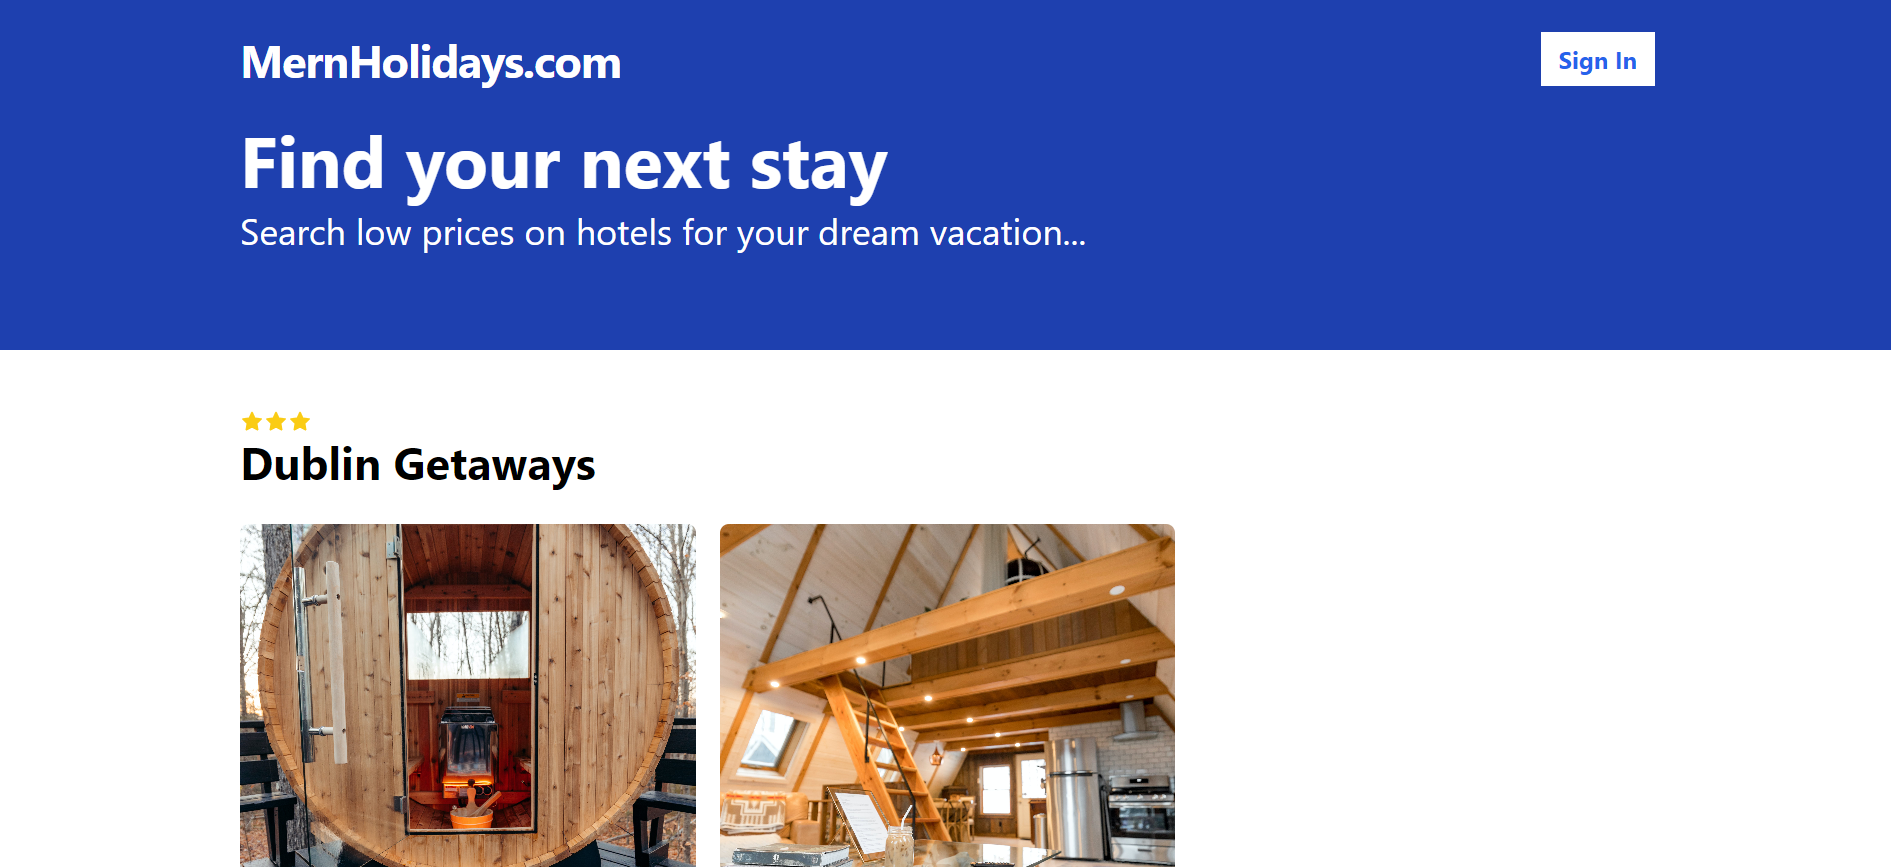 MernHolidays.com
Sign In
Find your next stay
Search low prices on hotels for your dream vacation...
Dublin Getaways